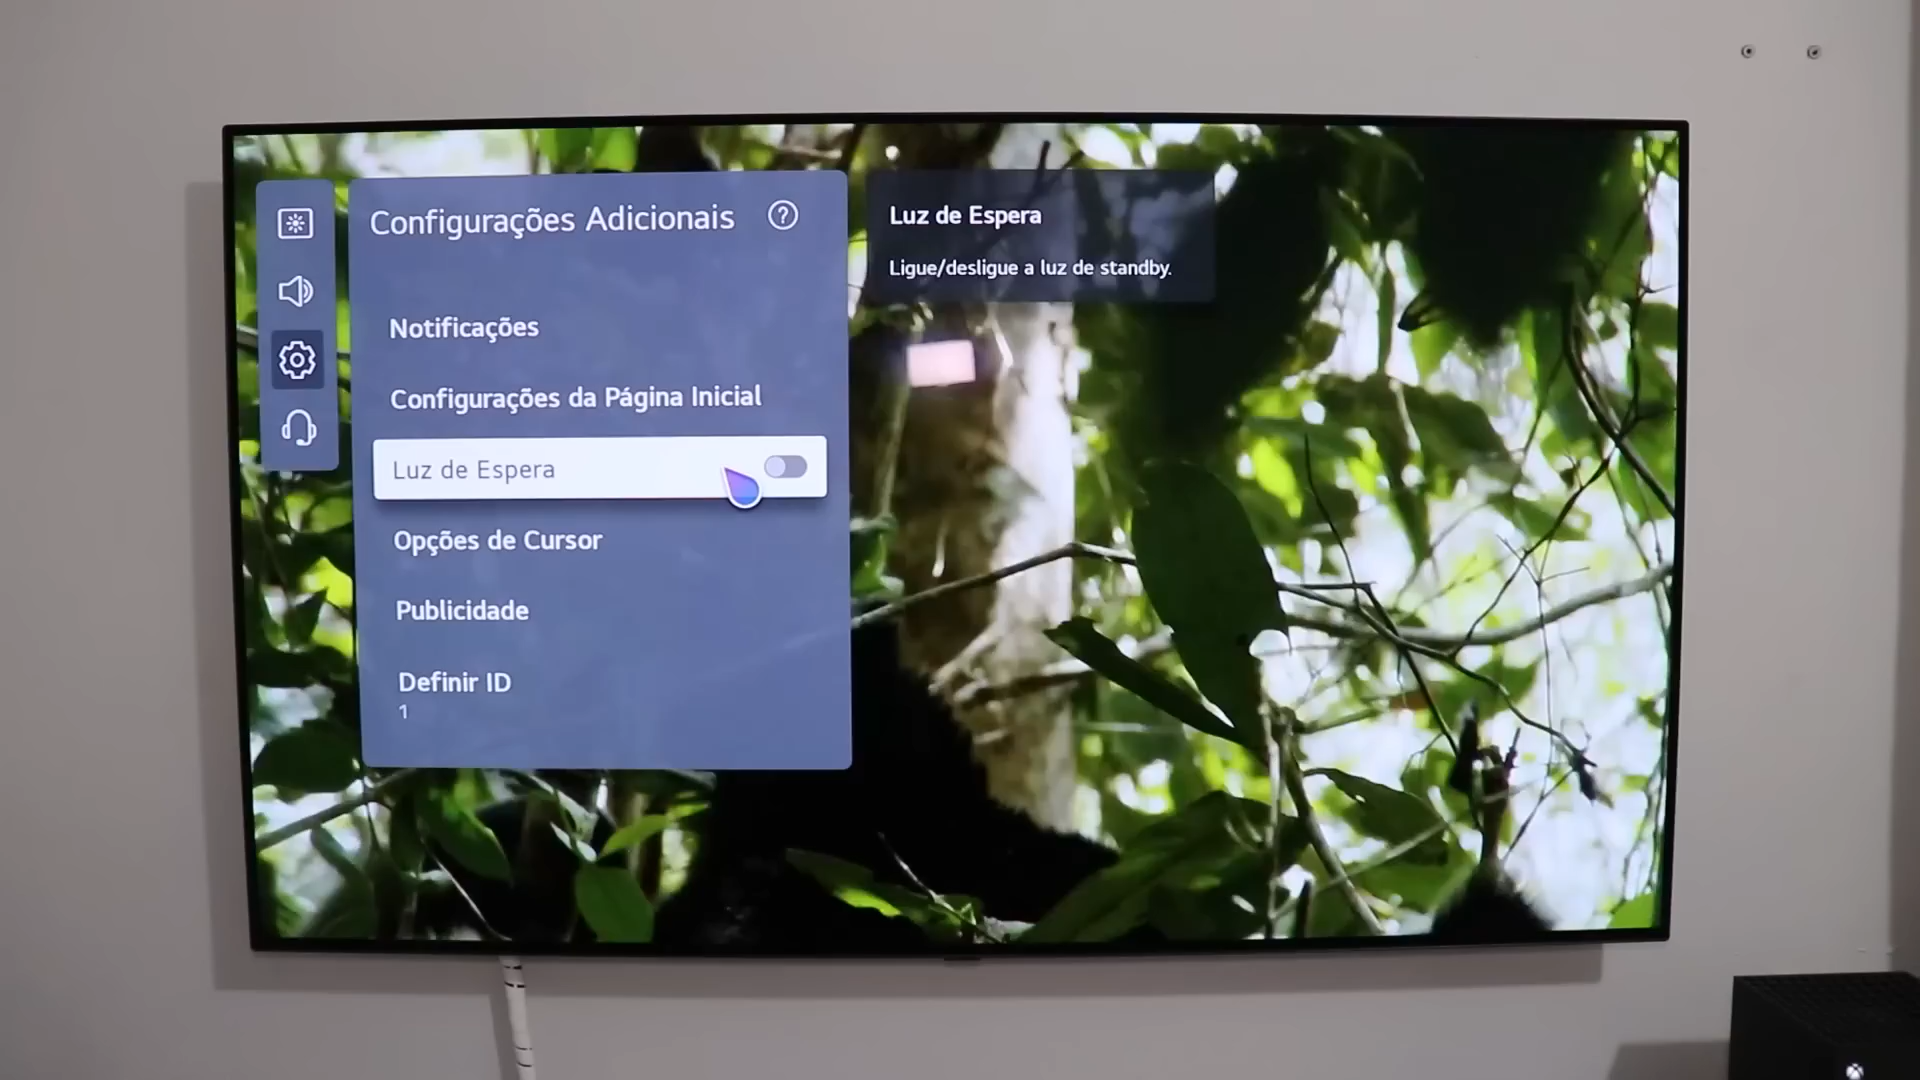 Configurações Adicionais
Notificações
Configurações da Página Inicial
Luz de Espera
Opções de Cursor
Publicidade
Definir ID
1
Luz de Espera
Ligue/desligue a luz de standby.